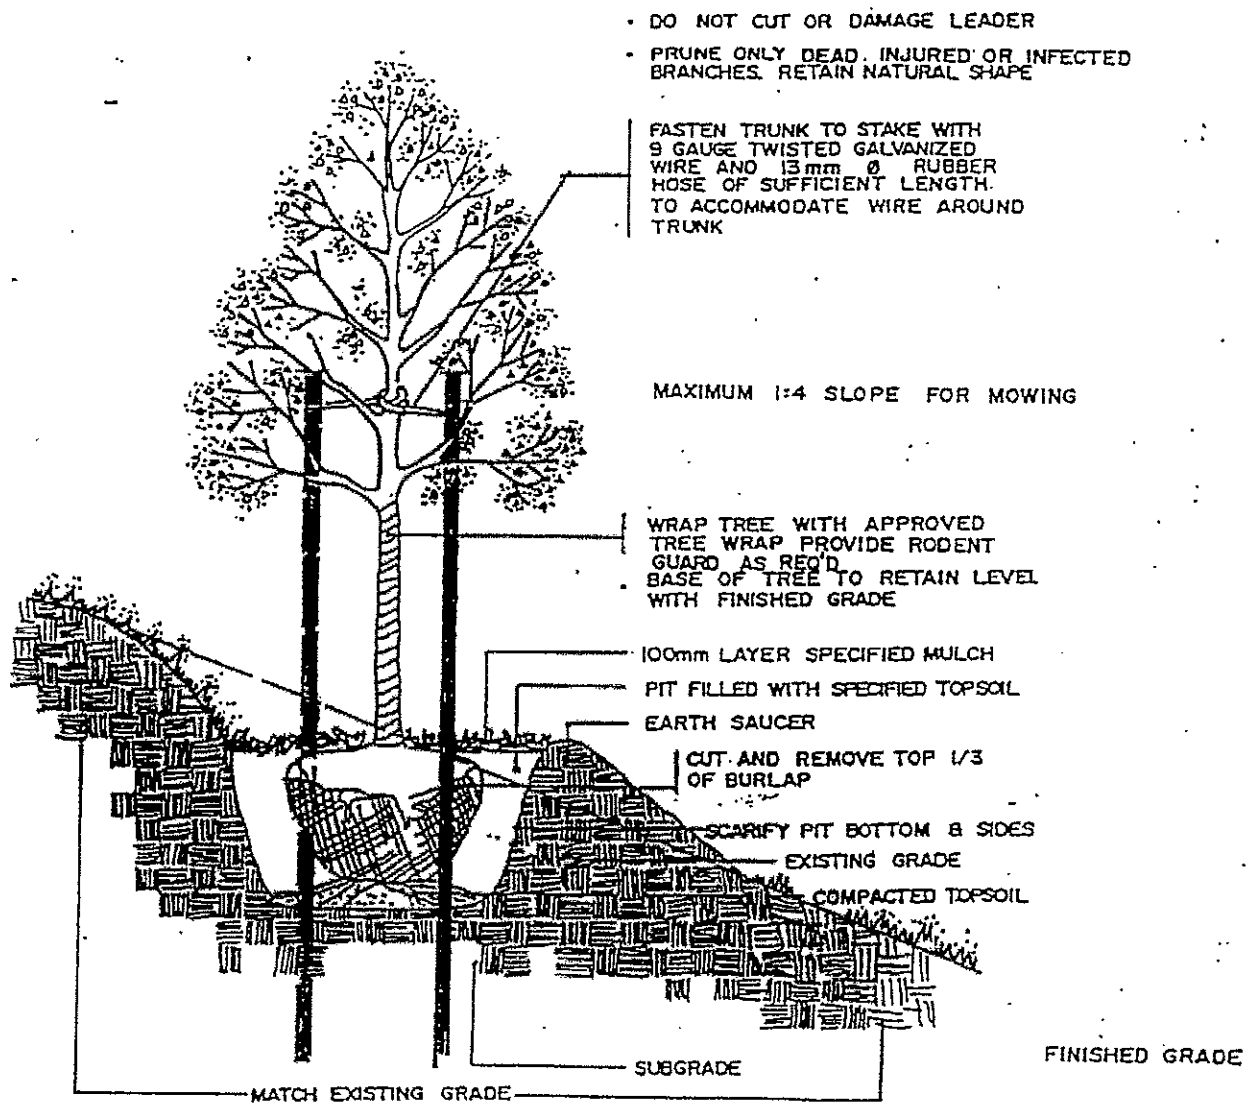 • DO NOT CUT OR DAMAGE LEADER
• PRUNE ONLY DEAD, INJURED OR INFECTED
BRANCHES. RETAIN NATURAL SHAPE
FASTEN TRUNK TO STAKE WITH
9 GAUGE TWISTED GALVANIZED
WIRE AND 13mm Ø RUBBER
HOSE OF SUFFICIENT LENGTH.
TO ACCOMMODATE WIRE AROUND
TRUNK
MAXIMUM 1:4 SLOPE FOR MOWING
WRAP TREE WITH APPROVED
TREE WRAP PROVIDE RODENT
GUARD AS REQ'D
• BASE OF TREE TO RETAIN LEVEL
WITH FINISHED GRADE
100mm LAYER SPECIFIED MULCH
PIT FILLED WITH SPECIFIED TOPSOIL
EARTH SAUCER
CUT AND REMOVE TOP 1/3
OF BURLAP
SCARIFY PIT BOTTOM & SIDES
EXISTING GRADE
COMPACTED TOPSOIL
FINISHED GRADE
SUBGRADE
MATCH EXISTING GRADE